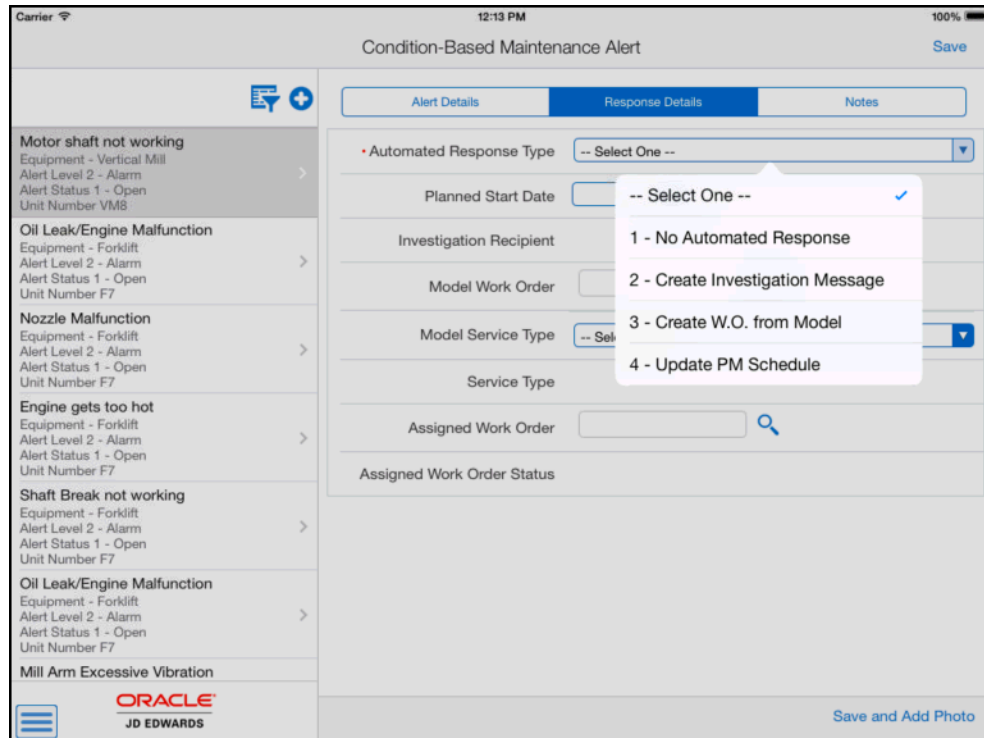 Carrier
12:13 PM
100%
Condition-Based Maintenance Alert
Save
Alert Details
Response Details
Notes
Motor shaft not working
Equipment - Vertical Mill
Alert Level 2 - Alarm
Alert Status 1 - Open
Unit Number VM8
Oil Leak/Engine Malfunction
Equipment - Forklift
Alert Level 2 - Alarm
Alert Status 1 - Open
Unit Number F7
Nozzle Malfunction
Equipment - Forklift
Alert Level 2 - Alarm
Alert Status 1 - Open
Unit Number F7
Engine gets too hot
Equipment - Forklift
Alert Level 2 - Alarm
Alert Status 1 - Open
Unit Number F7
Shaft Break not working
Equipment - Forklift
Alert Level 2 - Alarm
Alert Status 1 - Open
Unit Number F7
Oil Leak/Engine Malfunction
Equipment - Forklift
Alert Level 2 - Alarm
Alert Status 1 - Open
Unit Number F7
Mill Arm Excessive Vibration
ORACLE
JD EDWARDS
• Automated Response Type
-- Select One --
Planned Start Date
Investigation Recipient
Model Work Order
Model Service Type
-- Sel
Service Type
Assigned Work Order
Assigned Work Order Status
-- Select One --
1 - No Automated Response
2 - Create Investigation Message
3 - Create W.O. from Model
4 - Update PM Schedule
Save and Add Photo